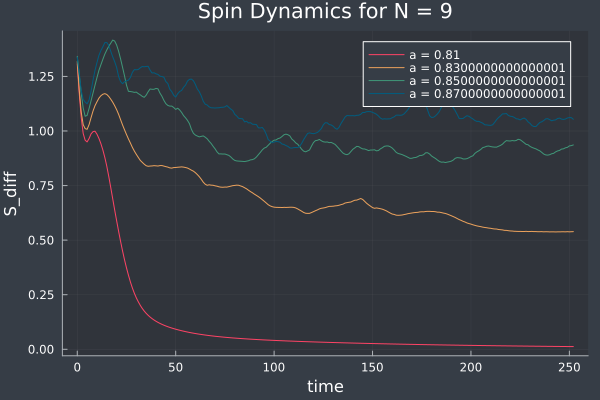 Spin Dynamics for N = 9
a = 0.81
a = 0.8300000000000001
a = 0.8500000000000001
a = 0.8700000000000001
S_diff
1.25
1.00
0.75
0.50
0.25
0.00
0 50 100 150 200 250
time